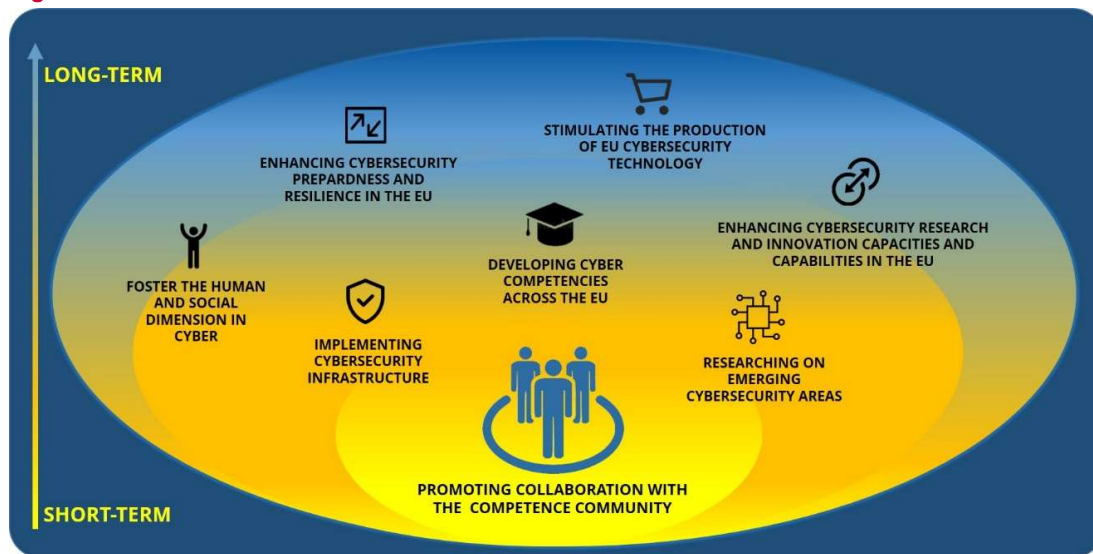 LONG-TERM
STIMULATING THE PRODUCTION
OF EU CYBERSECURITY
TECHNOLOGY
ENHANCING CYBERSECURITY
PREPARDNESS AND
RESILIENCE IN THE EU
ENHANCING CYBERSECURITY RESEARCH
AND INNOVATION CAPACITIES AND
CAPABILITIES IN THE EU
DEVELOPING CYBER
COMPETENCIES
ACROSS THE EU
FOSTER THE HUMAN
AND SOCIAL
DIMENSION IN
CYBER
IMPLEMENTING
CYBERSECURITY
INFRASTRUCTURE
RESEARCHING ON
EMERGING
CYBERSECURITY AREAS
PROMOTING COLLABORATION WITH
THE COMPETENCE COMMUNITY
SHORT-TERM